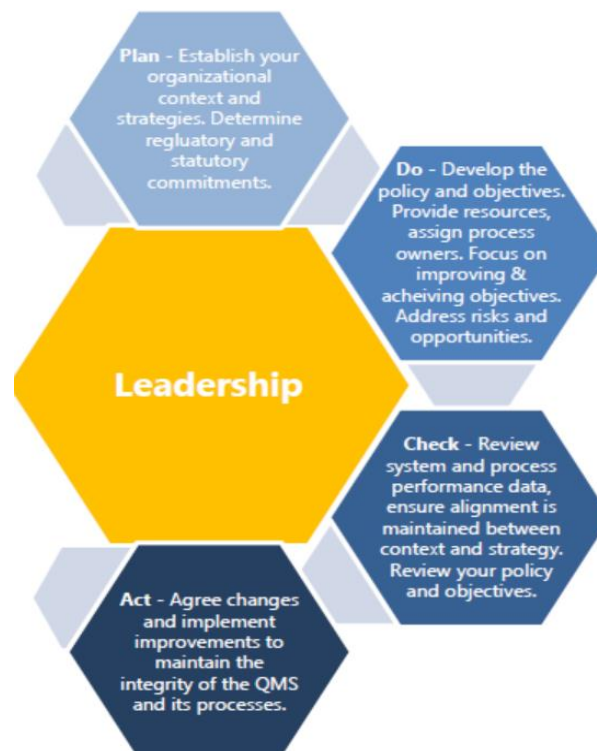 Plan - Establish your
organizational
context and
strategies. Determine
regluatory and
statutory
commitments.
Do - Develop the
policy and objectives.
Provide resources,
assign process
owners. Focus on
improving &
acheiving objectives.
Address risks and
opportunities.
Leadership
Check - Review
system and process
performance data,
ensure alignment is
maintained between
context and strategy.
Review your policy
and objectives.
Act - Agree changes
and implement
improvements to
maintain the
integrity of the QMS
and its processes.